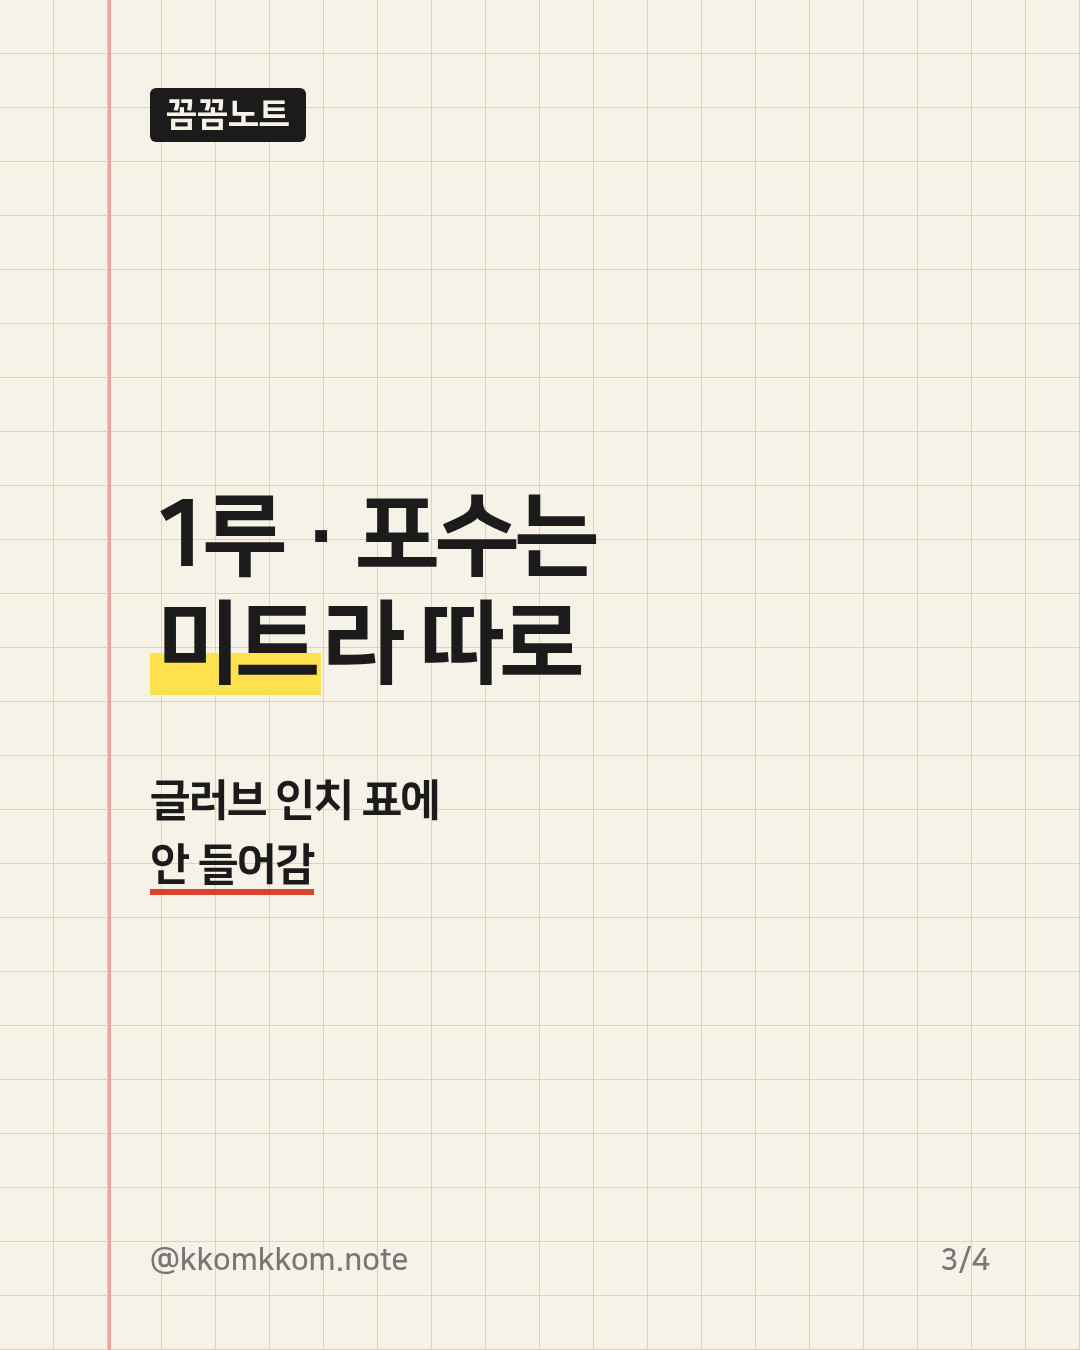 꼼꼼노트
1루 · 포수는
미트라 따로
글러브 인치 표에
안 들어감
@kkomkkom.note
3/4